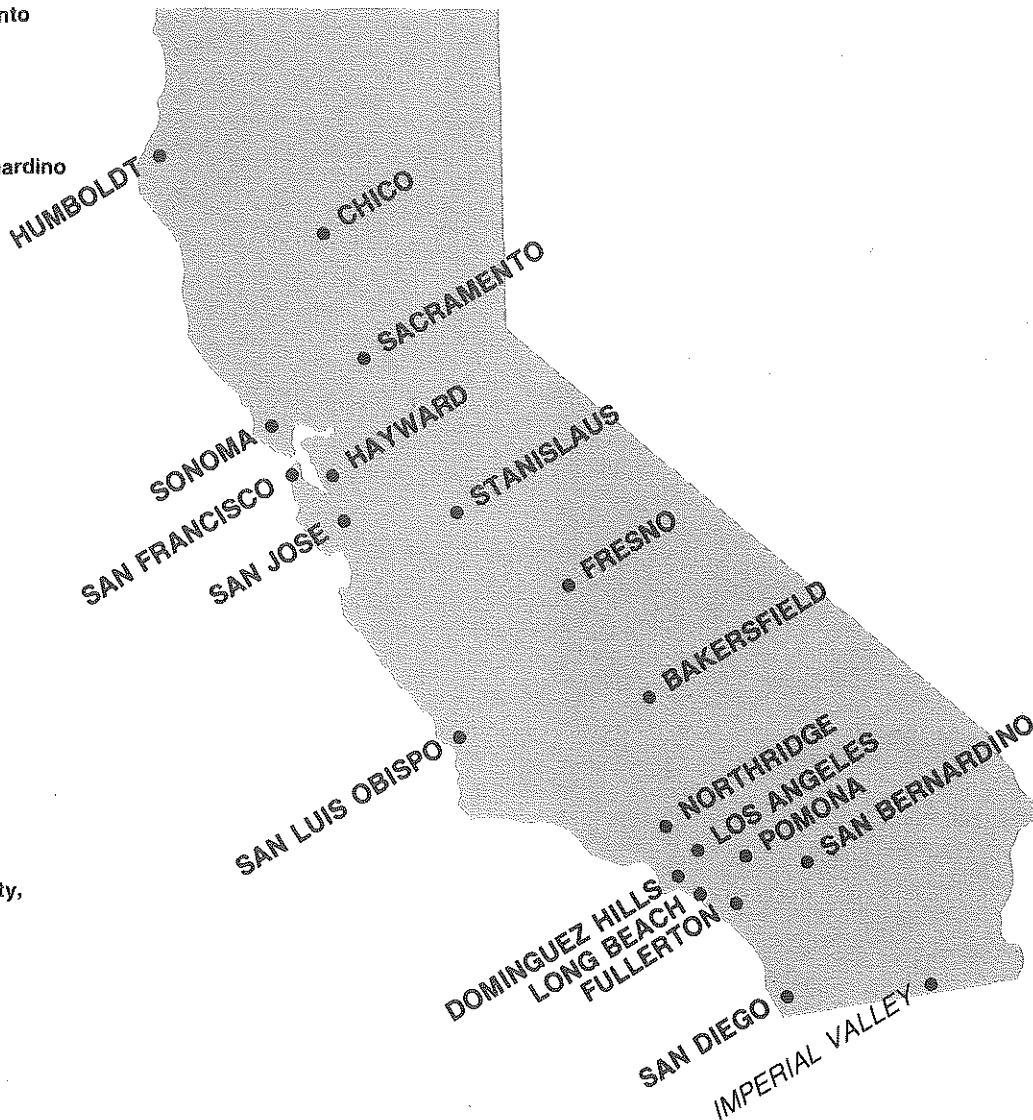 nto
ardino
HUMBOLDT
CHICO
SACRAMENTO
SONOMA
HAYWARD
SAN FRANCISCO
STANISLAUS
SAN JOSE
FRESNO
BAKERSFIELD
SAN LUIS OBISPO
NORTHRIDGE
LOS ANGELES
POMONA
SAN BERNARDINO
ty,
DOMINGUEZ HILLS
LONG BEACH
FULLERTON
SAN DIEGO
IMPERIAL VALLEY